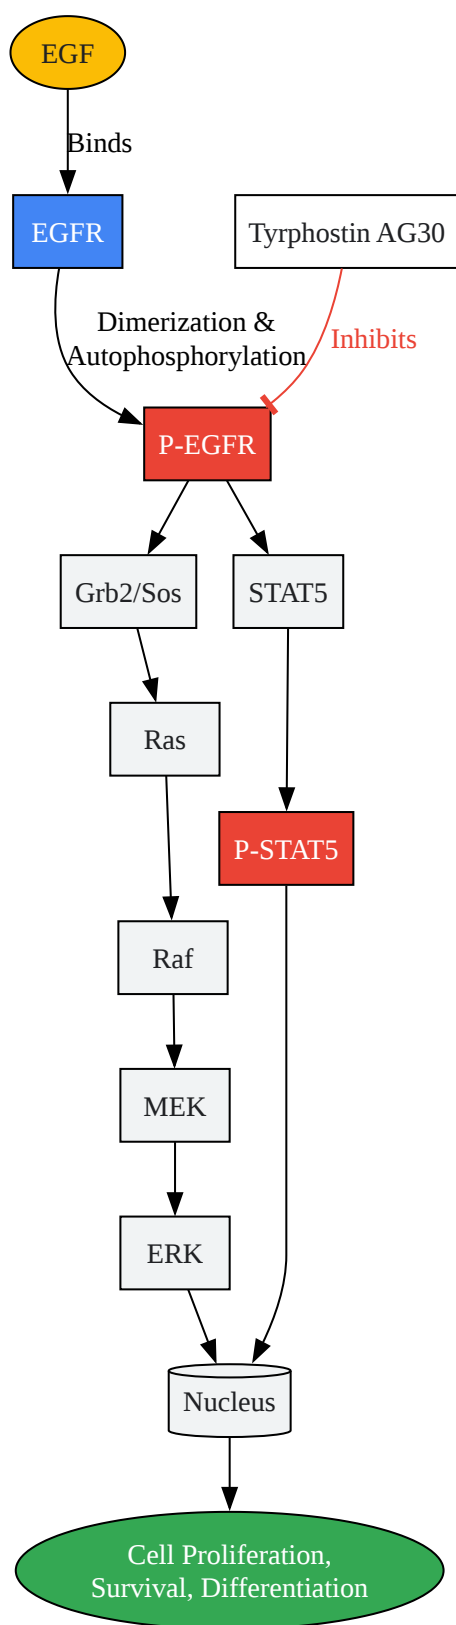 EGF
Binds
EGFR
Tyrphostin AG30
Dimerization &
Autophosphorylation
Inhibits
P-EGFR
Grb2/Sos
STAT5
Ras
P-STAT5
Raf
MEK
ERK
Nucleus
Cell Proliferation,
Survival, Differentiation